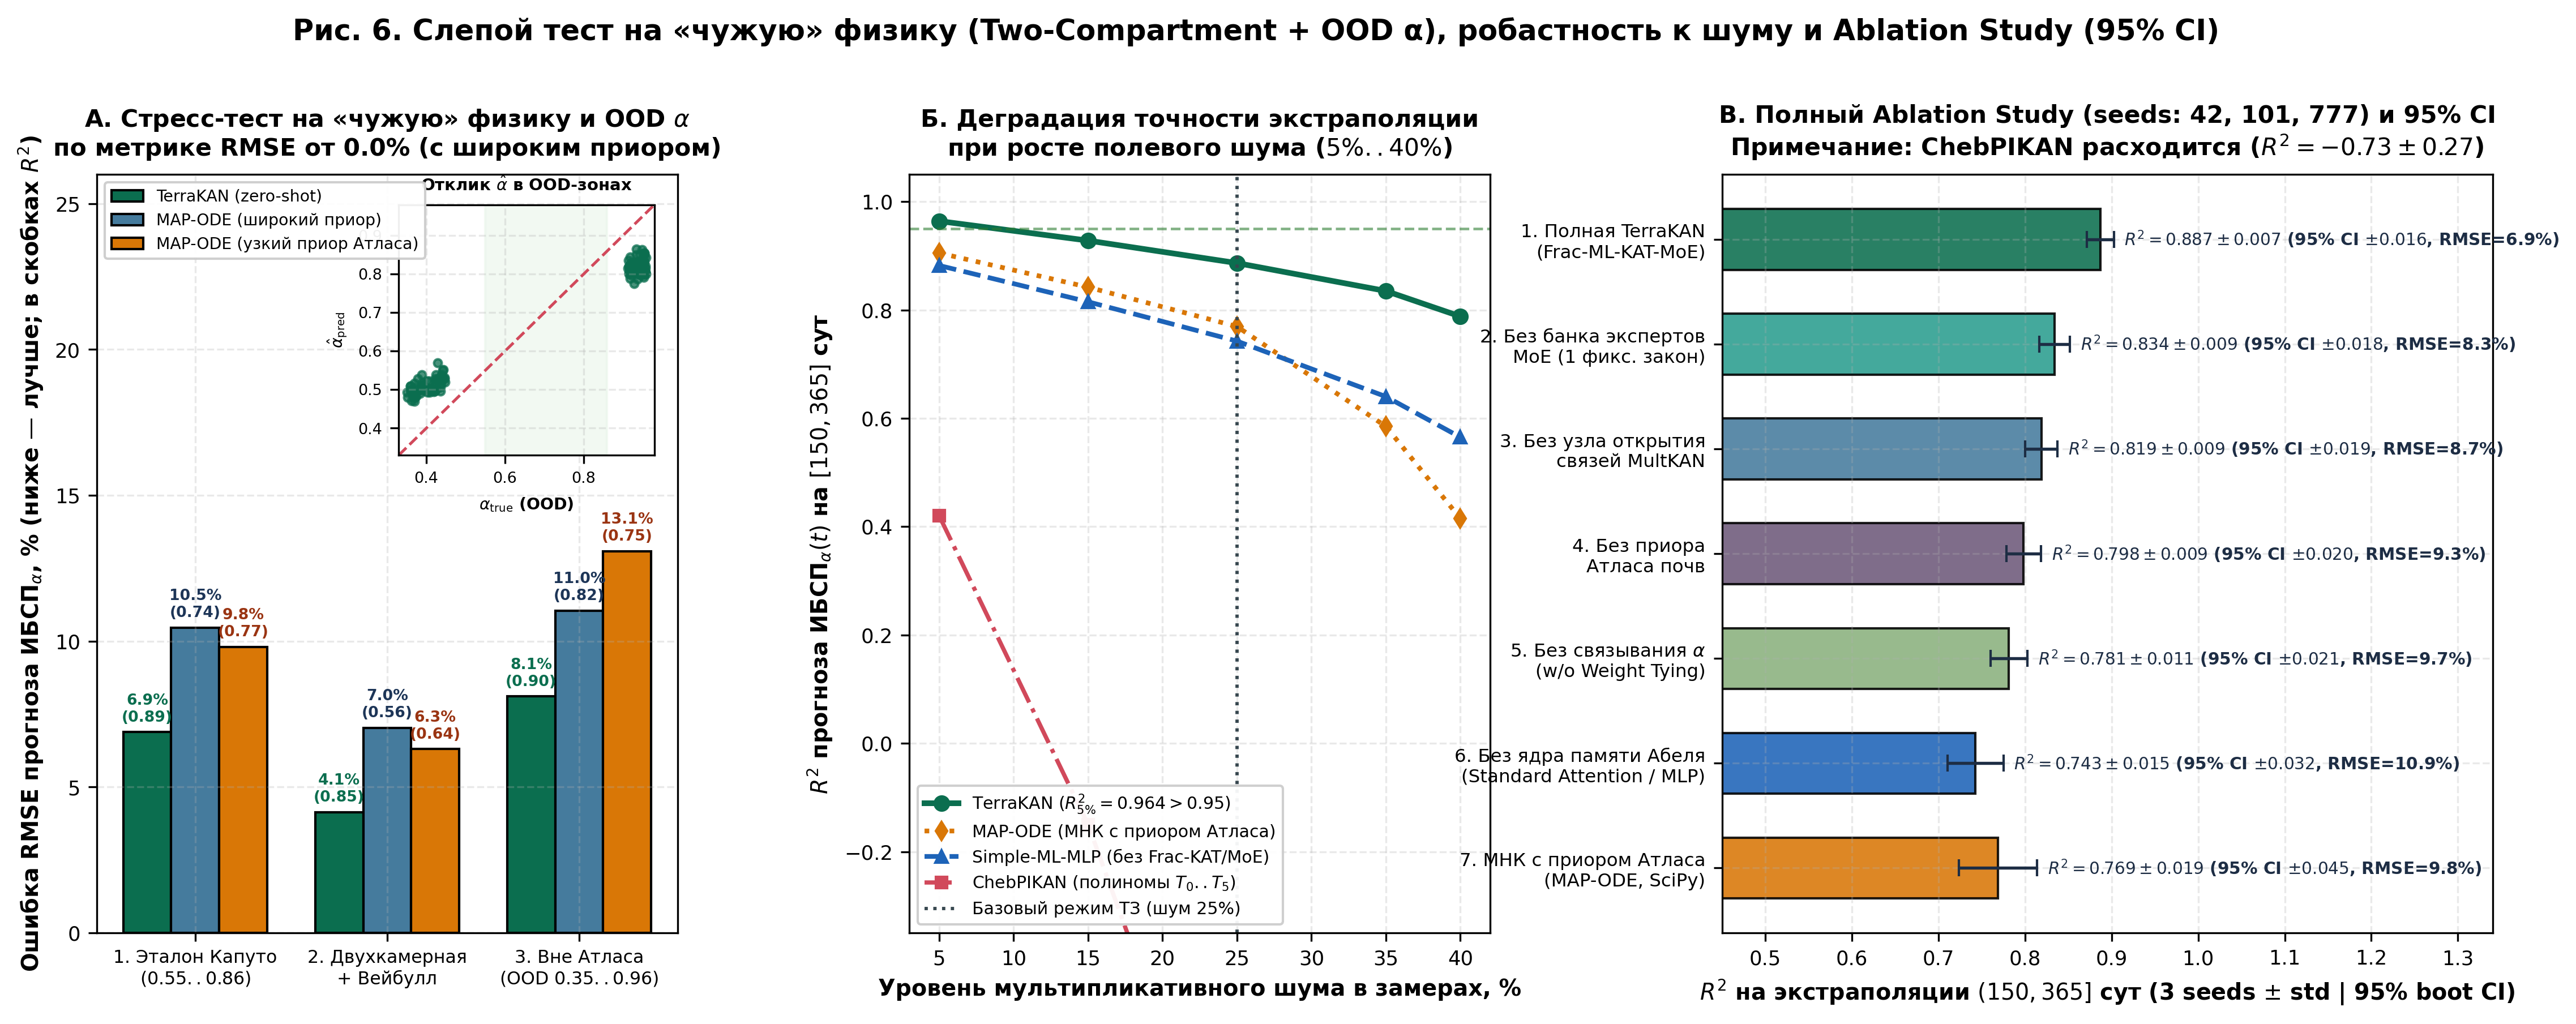 Рис. 6. Слепой тест на «чужую» физику (Two-Compartment + OOD α), робастность к шуму и Ablation Study (95% CI)
А. Стресс-тест на «чужую» физику и OOD α
по метрике RMSE от 0.0% (с широким приором)
Ошибка RMSE прогноза ИБСПα, % (ниже — лучше; в скобках R²)
25
20
15
10
5
0
TerraKAN (zero-shot)
MAP-ODE (широкий приор)
MAP-ODE (узкий приор Атласа)
Отклик α̂ в OOD-зонах
0.8
0.7
0.6
0.5
0.4
α̂pred
0.4 0.6 0.8
αtrue (OOD)
6.9%
(0.89)
10.5%
(0.74)
9.8%
(0.77)
4.1%
(0.85)
7.0%
(0.56)
6.3%
(0.64)
8.1%
(0.90)
11.0%
(0.82)
13.1%
(0.75)
1. Эталон Капуто
(0.55..0.86)
2. Двухкамерная
+ Вейбулл
3. Вне Атласа
(OOD 0.35..0.96)
Б. Деградация точности экстраполяции
при росте полевого шума (5%..40%)
R² прогноза ИБСПα(t) на [150, 365] сут
1.0
0.8
0.6
0.4
0.2
0.0
−0.2
TerraKAN (R²5% = 0.964 > 0.95)
MAP-ODE (МНК с приором Атласа)
Simple-ML-MLP (без Frac-KAT/MoE)
ChebPIKAN (полиномы T₀..T₅)
Базовый режим ТЗ (шум 25%)
5 10 15 20 25 30 35 40
Уровень мультипликативного шума в замерах, %
В. Полный Ablation Study (seeds: 42, 101, 777) и 95% CI
Примечание: ChebPIKAN расходится (R² = −0.73 ± 0.27)
1. Полная TerraKAN
(Frac-ML-KAT-MoE)
R² = 0.887 ± 0.007 (95% CI ±0.016, RMSE=6.9%)
2. Без банка экспертов
MoE (1 фикс. закон)
R² = 0.834 ± 0.009 (95% CI ±0.018, RMSE=8.3%)
3. Без узла открытия
связей MultKAN
R² = 0.819 ± 0.009 (95% CI ±0.019, RMSE=8.7%)
4. Без приора
Атласа почв
R² = 0.798 ± 0.009 (95% CI ±0.020, RMSE=9.3%)
5. Без связывания α
(w/o Weight Tying)
R² = 0.781 ± 0.011 (95% CI ±0.021, RMSE=9.7%)
6. Без ядра памяти Абеля
(Standard Attention / MLP)
R² = 0.743 ± 0.015 (95% CI ±0.032, RMSE=10.9%)
7. МНК с приором Атласа
(MAP-ODE, SciPy)
R² = 0.769 ± 0.019 (95% CI ±0.045, RMSE=9.8%)
0.5 0.6 0.7 0.8 0.9 1.0 1.1 1.2 1.3
R² на экстраполяции (150, 365] сут (3 seeds ± std | 95% boot CI)